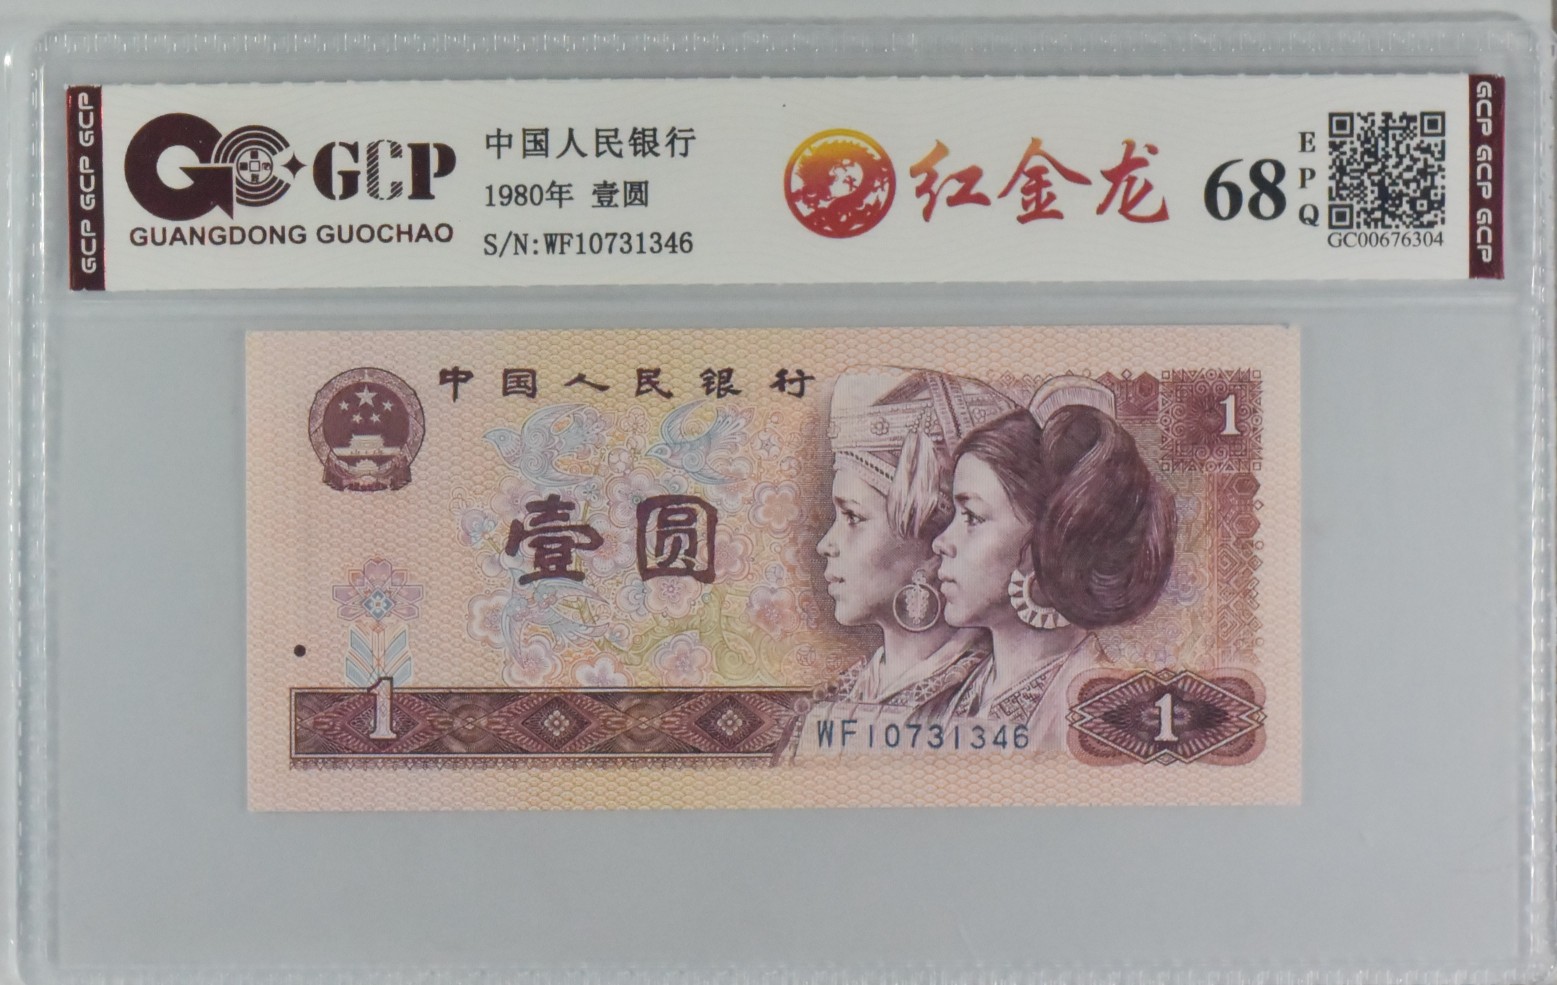 GCP GCP GCP
GCP
GUANGDONG GUOCHAO
中国人民银行
1980年 壹圆
S/N:WF10731346
红金龙
68
EPQ
GC00676304
GCP GCP GCP
中国人民银行
1
壹圆
1
WF10731346
1